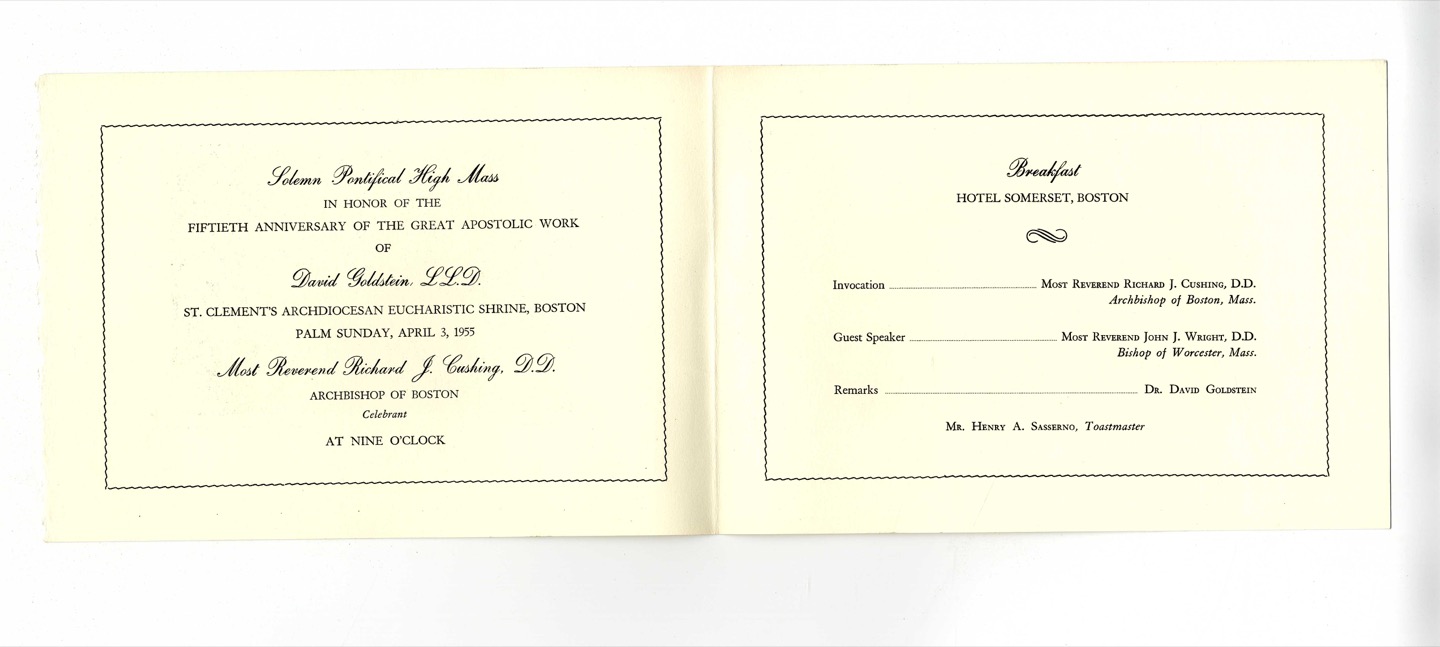 Solemn Pontifical High Mass
IN HONOR OF THE
FIFTIETH ANNIVERSARY OF THE GREAT APOSTOLIC WORK
OF
David Goldstein, LL.D.
ST. CLEMENT'S ARCHDIOCESAN EUCHARISTIC SHRINE, BOSTON
PALM SUNDAY, APRIL 3, 1955
Most Reverend Richard J. Cushing, D.D.
ARCHBISHOP OF BOSTON
Celebrant
AT NINE O'CLOCK
Breakfast
HOTEL SOMERSET, BOSTON
Invocation ........ Most Reverend Richard J. Cushing, D.D.
Archbishop of Boston, Mass.
Guest Speaker ........ Most Reverend John J. Wright, D.D.
Bishop of Worcester, Mass.
Remarks ........ Dr. David Goldstein
Mr. Henry A. Sasserno, Toastmaster